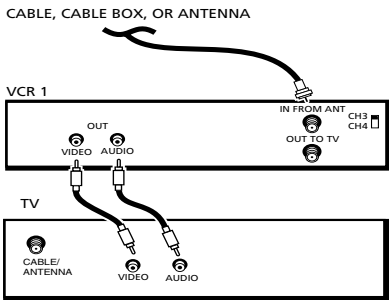 CABLE, CABLE BOX, OR ANTENNA
VCR 1
IN FROM ANT
CH3
CH4
OUT
OUT TO TV
VIDEO
AUDIO
TV
CABLE/
ANTENNA
VIDEO
AUDIO